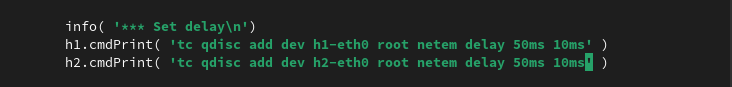 info( '*** Set delay\n')
h1.cmdPrint( 'tc qdisc add dev h1-eth0 root netem delay 50ms 10ms' )
h2.cmdPrint( 'tc qdisc add dev h2-eth0 root netem delay 50ms 10ms' )